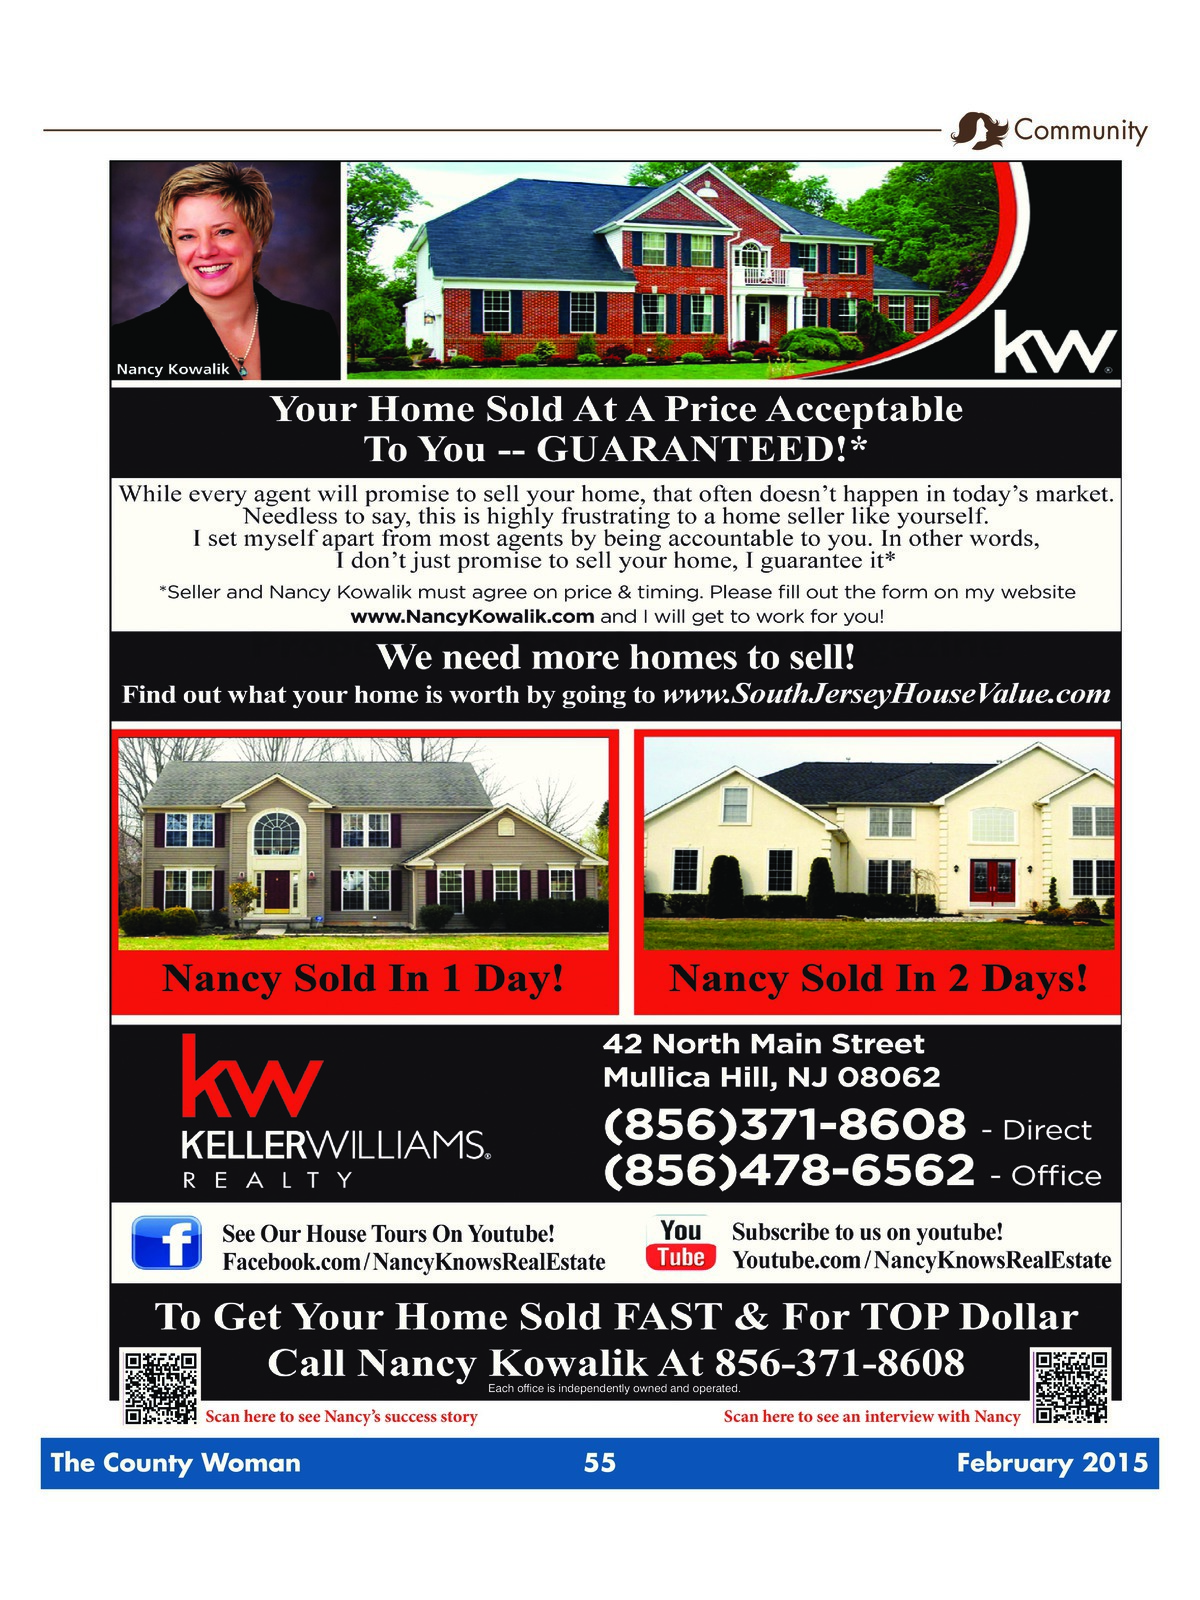 Community
Nancy Kowalik
kw®
Your Home Sold At A Price Acceptable
To You -- GUARANTEED!*
While every agent will promise to sell your home, that often doesn't happen in today's market.
Needless to say, this is highly frustrating to a home seller like yourself.
I set myself apart from most agents by being accountable to you. In other words,
I don't just promise to sell your home, I guarantee it*
*Seller and Nancy Kowalik must agree on price & timing. Please fill out the form on my website
www.NancyKowalik.com and I will get to work for you!
We need more homes to sell!
Find out what your home is worth by going to www.SouthJerseyHouseValue.com
Nancy Sold In 1 Day!
Nancy Sold In 2 Days!
kw
KELLERWILLIAMS®
REALTY
42 North Main Street
Mullica Hill, NJ 08062
(856)371-8608 - Direct
(856)478-6562 - Office
f
See Our House Tours On Youtube!
Facebook.com/NancyKnowsRealEstate
You
Tube
Subscribe to us on youtube!
Youtube.com/NancyKnowsRealEstate
To Get Your Home Sold FAST & For TOP Dollar
Call Nancy Kowalik At 856-371-8608
Each office is independently owned and operated.
Scan here to see Nancy's success story
Scan here to see an interview with Nancy
The County Woman
55
February 2015